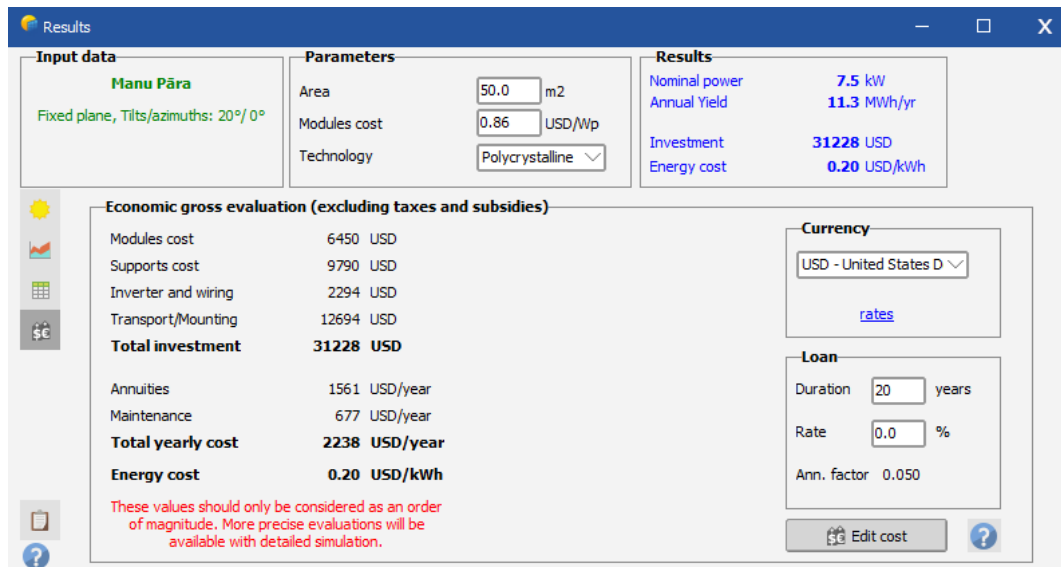 Results
Input data
Manu Pāra
Fixed plane, Tilts/azimuths: 20°/ 0°
Parameters
Area 50.0 m2
Modules cost 0.86 USD/Wp
Technology Polycrystalline
Results
Nominal power 7.5 kW
Annual Yield 11.3 MWh/yr
Investment 31228 USD
Energy cost 0.20 USD/kWh
Economic gross evaluation (excluding taxes and subsidies)
Modules cost 6450 USD
Supports cost 9790 USD
Inverter and wiring 2294 USD
Transport/Mounting 12694 USD
Total investment 31228 USD
Annuities 1561 USD/year
Maintenance 677 USD/year
Total yearly cost 2238 USD/year
Energy cost 0.20 USD/kWh
These values should only be considered as an order
of magnitude. More precise evaluations will be
available with detailed simulation.
Currency
USD - United States D
rates
Loan
Duration 20 years
Rate 0.0 %
Ann. factor 0.050
$€ Edit cost
?
$€
?